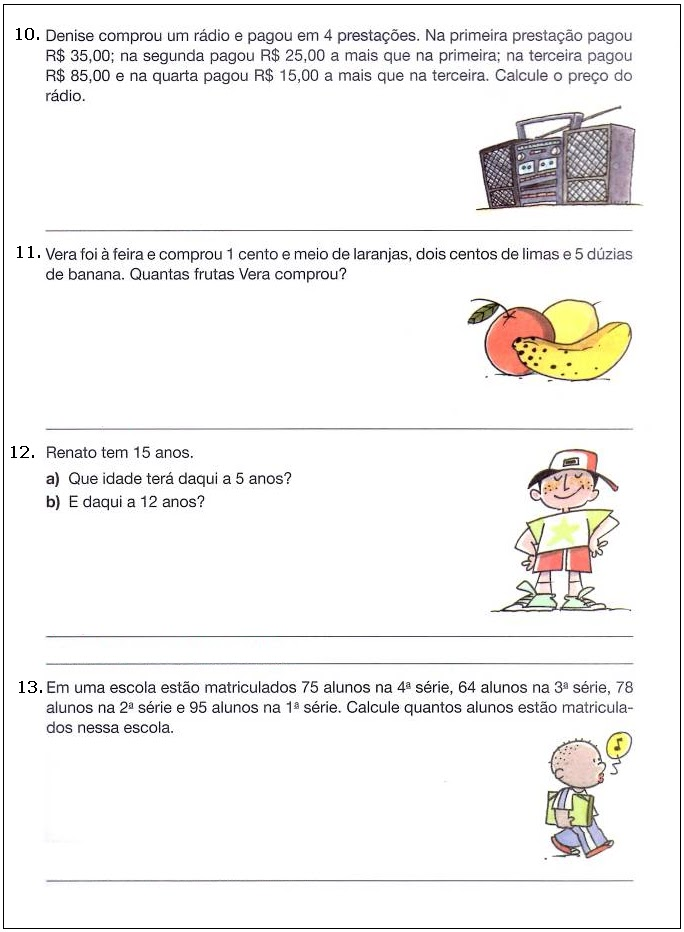 10. Denise comprou um rádio e pagou em 4 prestações. Na primeira prestação pagou
R$ 35,00; na segunda pagou R$ 25,00 a mais que na primeira; na terceira pagou
R$ 85,00 e na quarta pagou R$ 15,00 a mais que na terceira. Calcule o preço do
rádio.
11. Vera foi à feira e comprou 1 cento e meio de laranjas, dois centos de limas e 5 dúzias
de banana. Quantas frutas Vera comprou?
12. Renato tem 15 anos.
a) Que idade terá daqui a 5 anos?
b) E daqui a 12 anos?
13. Em uma escola estão matriculados 75 alunos na 4ª série, 64 alunos na 3ª série, 78
alunos na 2ª série e 95 alunos na 1ª série. Calcule quantos alunos estão matricula-
dos nessa escola.